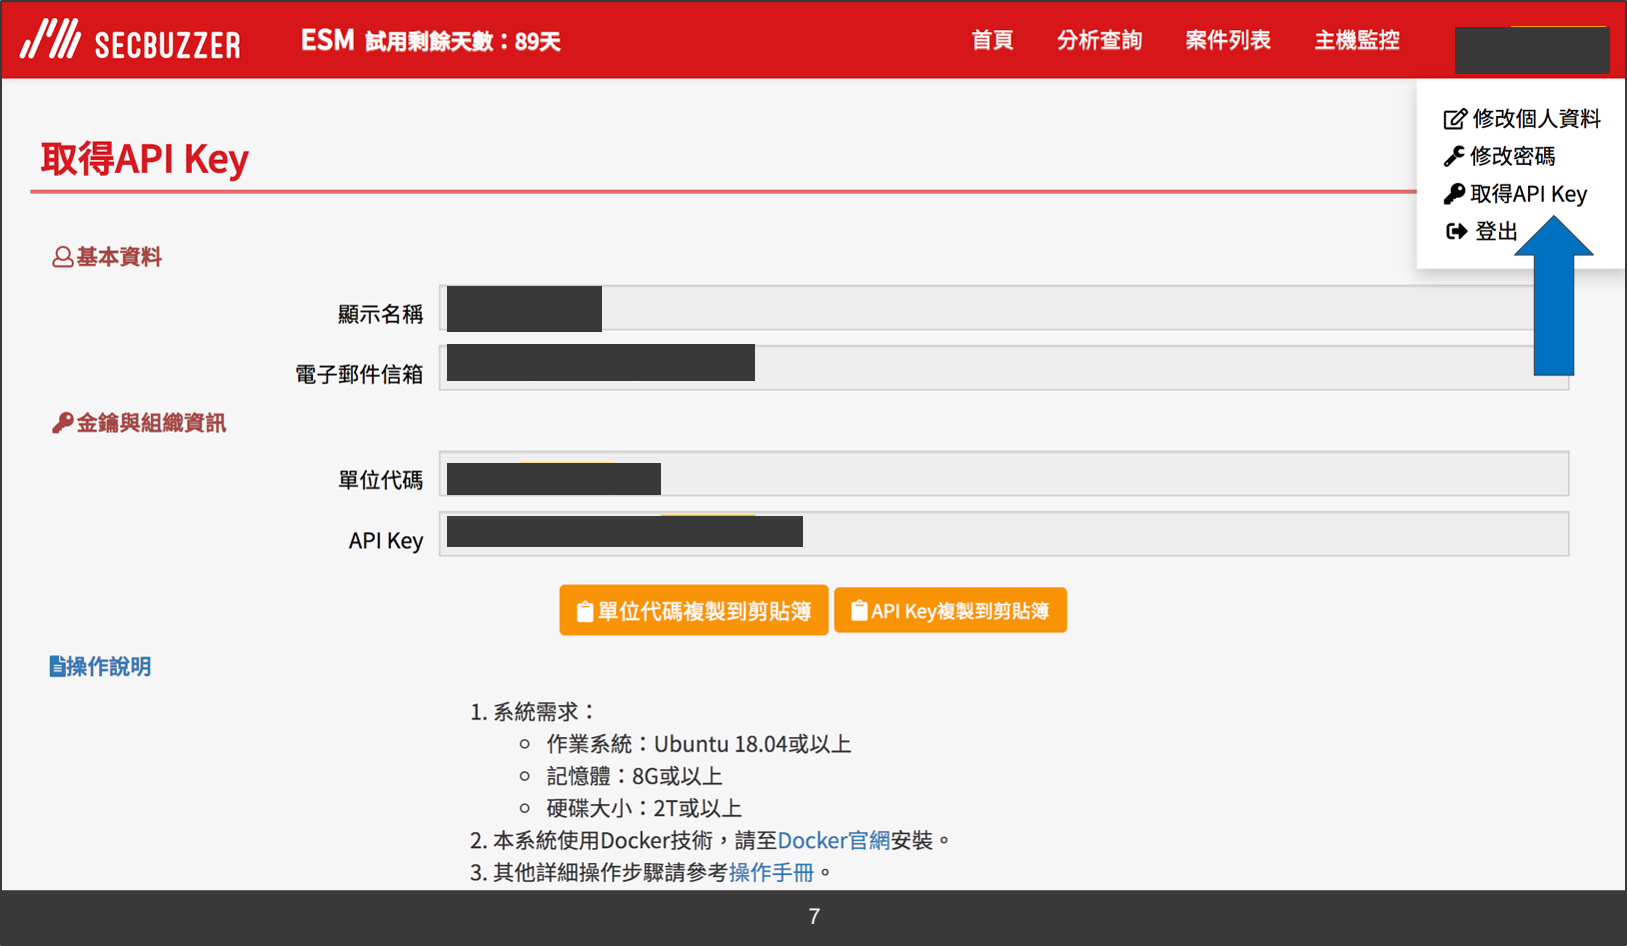 SECBUZZER
ESM 試用剩餘天數：89天
首頁
分析查詢
案件列表
主機監控
修改個人資料
修改密碼
取得API Key
登出
取得API Key
基本資料
顯示名稱
電子郵件信箱
金鑰與組織資訊
單位代碼
API Key
單位代碼複製到剪貼簿
API Key複製到剪貼簿
操作說明
1. 系統需求：
作業系統：Ubuntu 18.04或以上
記憶體：8G或以上
硬碟大小：2T或以上
2. 本系統使用Docker技術，請至Docker官網安裝。
3. 其他詳細操作步驟請參考操作手冊。
7